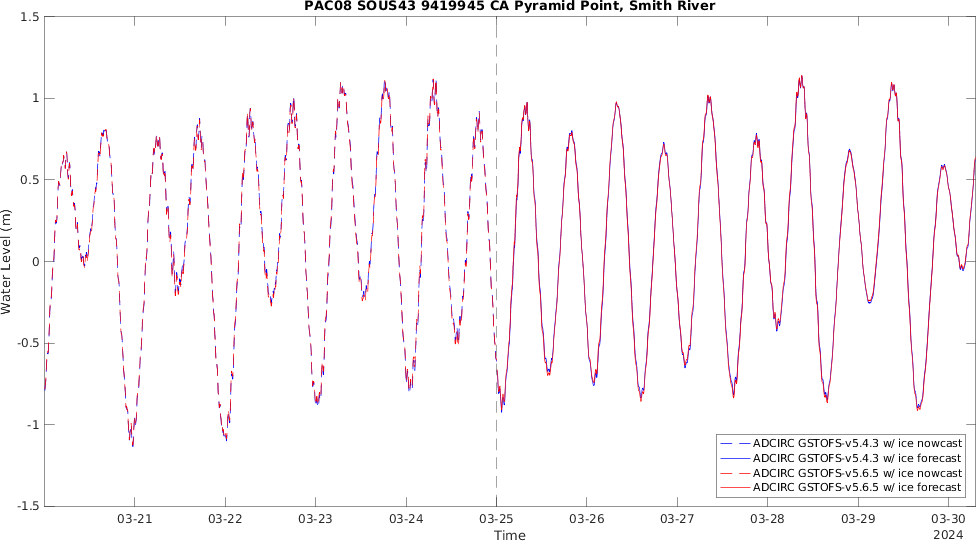 PAC08 SOUS43 9419945 CA Pyramid Point, Smith River
1.5
1
0.5
0
-0.5
-1
-1.5
Water Level (m)
03-21
03-22
03-23
03-24
03-25
03-26
03-27
03-28
03-29
03-30
Time
2024
ADCIRC GSTOFS-v5.4.3 w/ ice nowcast
ADCIRC GSTOFS-v5.4.3 w/ ice forecast
ADCIRC GSTOFS-v5.6.5 w/ ice nowcast
ADCIRC GSTOFS-v5.6.5 w/ ice forecast